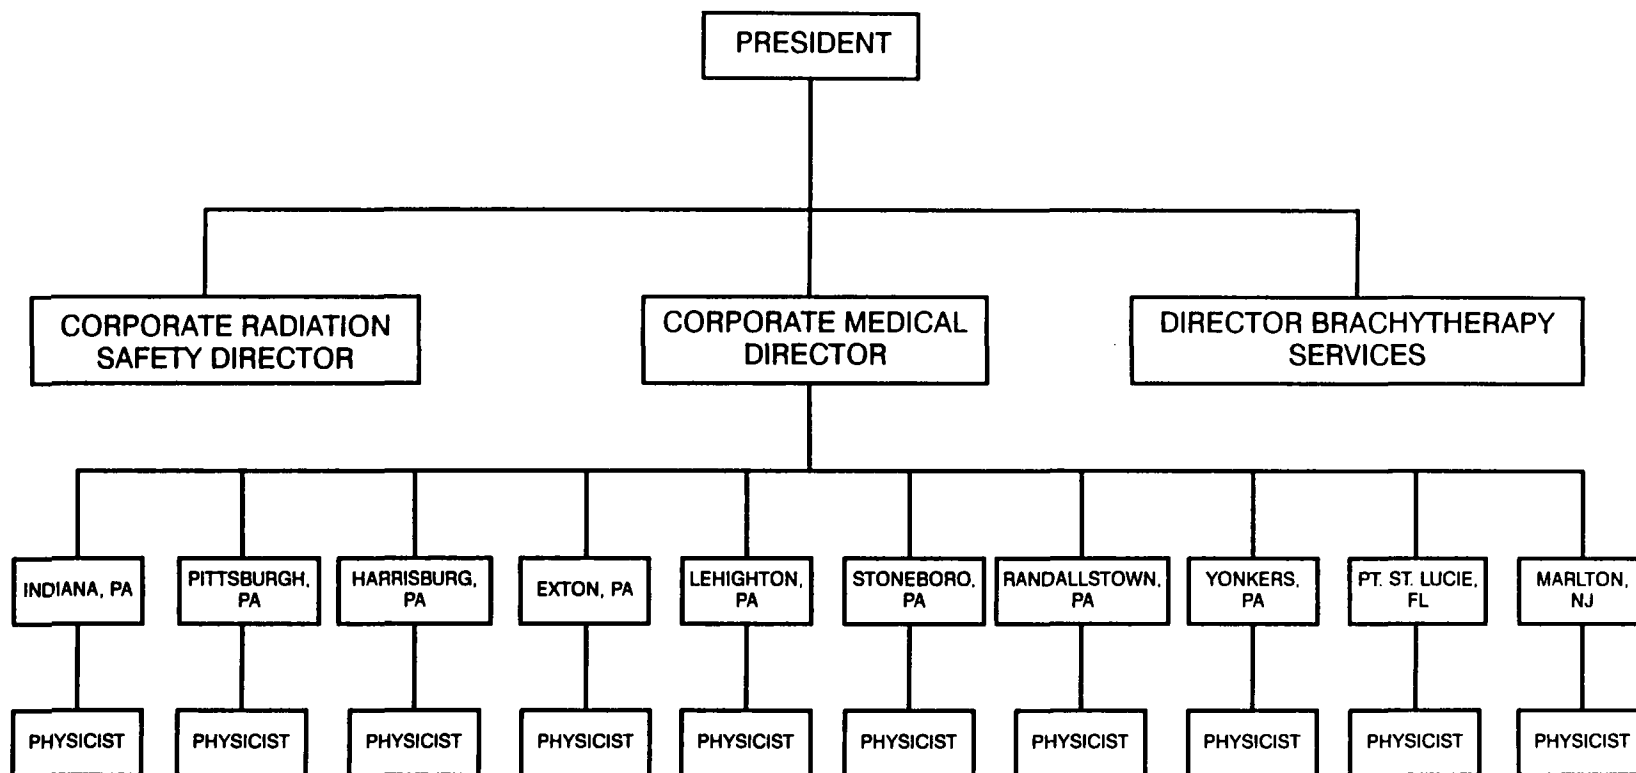 PRESIDENT
CORPORATE RADIATION
SAFETY DIRECTOR
CORPORATE MEDICAL
DIRECTOR
DIRECTOR BRACHYTHERAPY
SERVICES
INDIANA, PA
PITTSBURGH,
PA
HARRISBURG,
PA
EXTON, PA
LEHIGHTON,
PA
STONEBORO,
PA
RANDALLSTOWN,
PA
YONKERS,
PA
PT. ST. LUCIE,
FL
MARLTON,
NJ
PHYSICIST
PHYSICIST
PHYSICIST
PHYSICIST
PHYSICIST
PHYSICIST
PHYSICIST
PHYSICIST
PHYSICIST
PHYSICIST